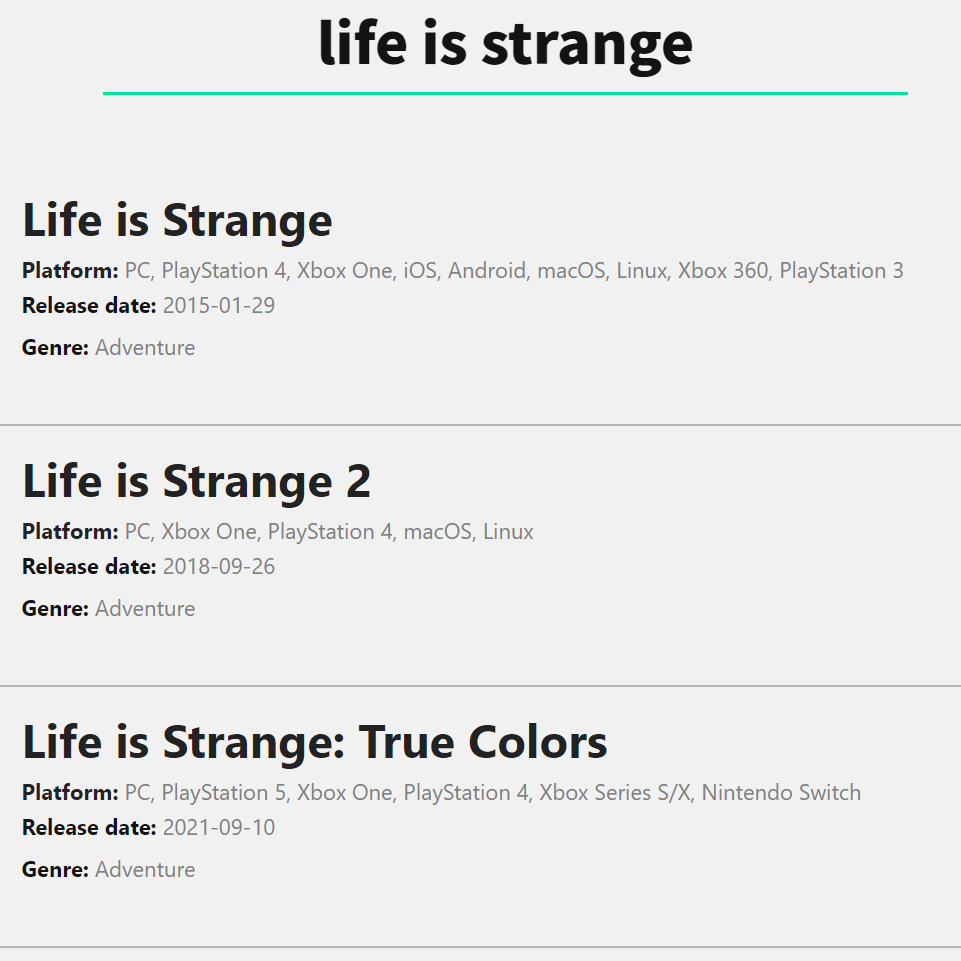 life is strange
Life is Strange
Platform: PC, PlayStation 4, Xbox One, iOS, Android, macOS, Linux, Xbox 360, PlayStation 3
Release date: 2015-01-29
Genre: Adventure
Life is Strange 2
Platform: PC, Xbox One, PlayStation 4, macOS, Linux
Release date: 2018-09-26
Genre: Adventure
Life is Strange: True Colors
Platform: PC, PlayStation 5, Xbox One, PlayStation 4, Xbox Series S/X, Nintendo Switch
Release date: 2021-09-10
Genre: Adventure